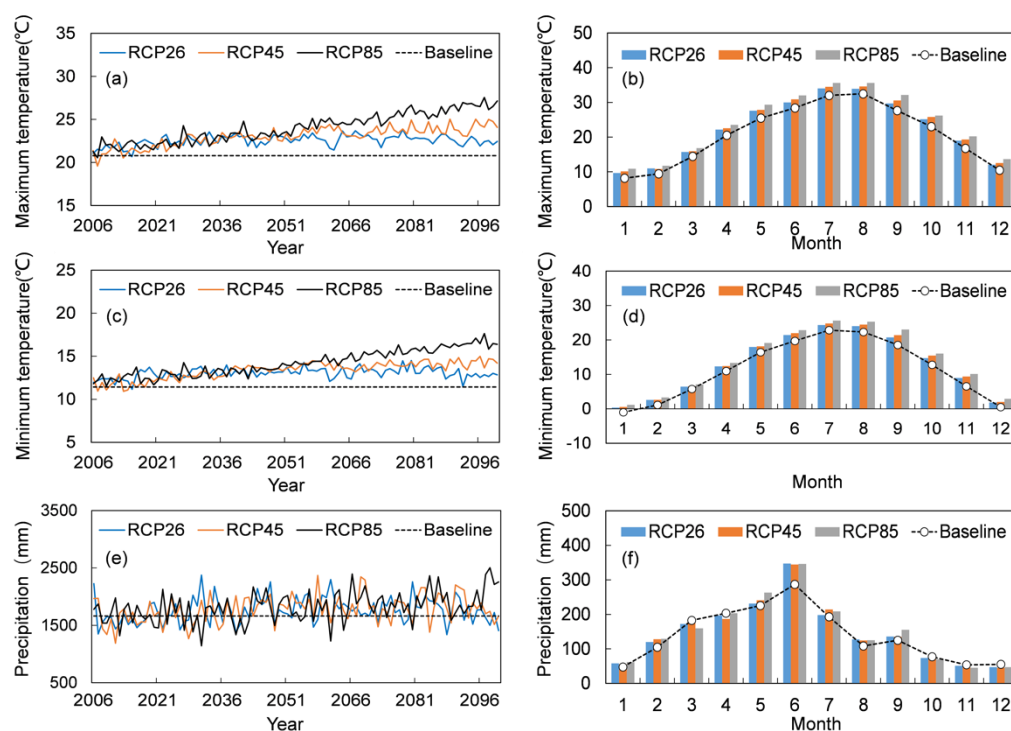 Maximum temperature(℃)
35
30
25
20
15
RCP26 RCP45 RCP85 Baseline
(a)
2006 2021 2036 2051 2066 2081 2096
Year
Maximum temperature(℃)
50
40
30
20
10
0
RCP26 RCP45 RCP85 Baseline
(b)
1 2 3 4 5 6 7 8 9 10 11 12
Month
Minimum temperature(℃)
25
20
15
10
5
RCP26 RCP45 RCP85 Baseline
(c)
2006 2021 2036 2051 2066 2081 2096
Year
Minimum temperature(℃)
40
30
20
10
0
-10
RCP26 RCP45 RCP85 Baseline
(d)
1 2 3 4 5 6 7 8 9 10 11 12
Month
Precipitation (mm)
3500
2500
1500
500
RCP26 RCP45 RCP85 Baseline
(e)
2006 2021 2036 2051 2066 2081 2096
Year
Precipitation (mm)
500
400
300
200
100
0
RCP26 RCP45 RCP85 Baseline
(f)
1 2 3 4 5 6 7 8 9 10 11 12
Month